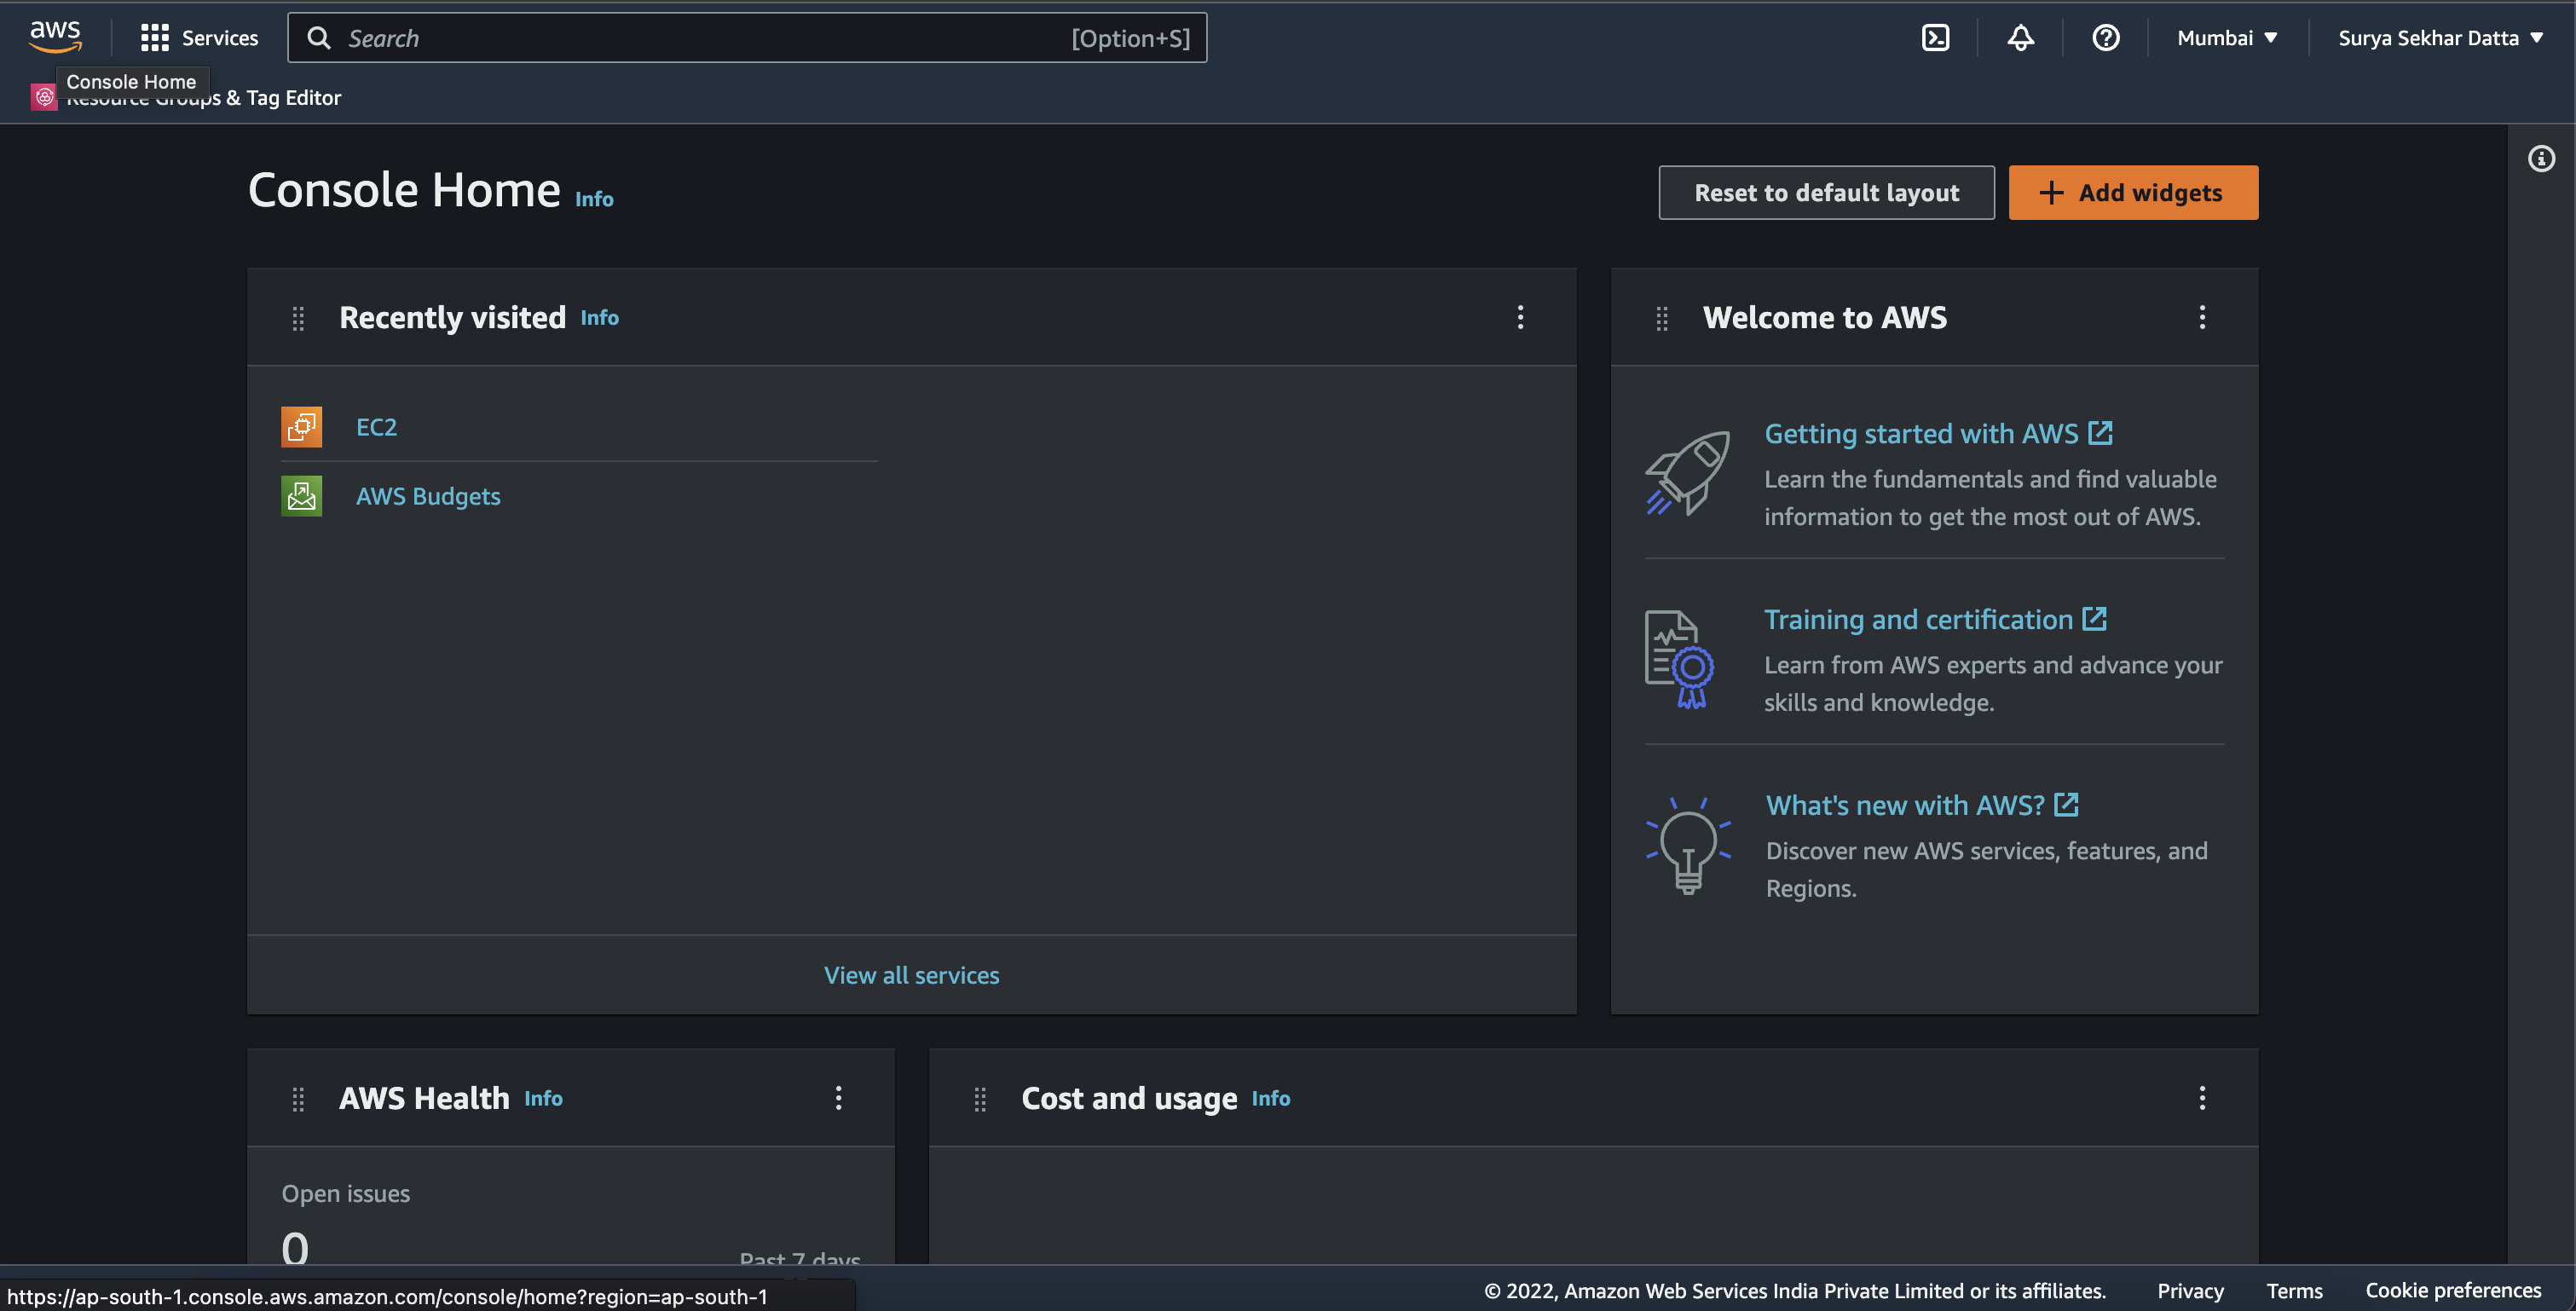 aws
Services
Search
[Option+S]
Mumbai
Surya Sekhar Datta
Console Home
Resource Groups & Tag Editor
Console Home Info
Reset to default layout
Add widgets
Recently visited Info
EC2
AWS Budgets
View all services
Welcome to AWS
Getting started with AWS
Learn the fundamentals and find valuable
information to get the most out of AWS.
Training and certification
Learn from AWS experts and advance your
skills and knowledge.
What's new with AWS?
Discover new AWS services, features, and
Regions.
AWS Health Info
Open issues
0
Past 7 days
Cost and usage Info
https://ap-south-1.console.aws.amazon.com/console/home?region=ap-south-1
© 2022, Amazon Web Services India Private Limited or its affiliates.
Privacy
Terms
Cookie preferences